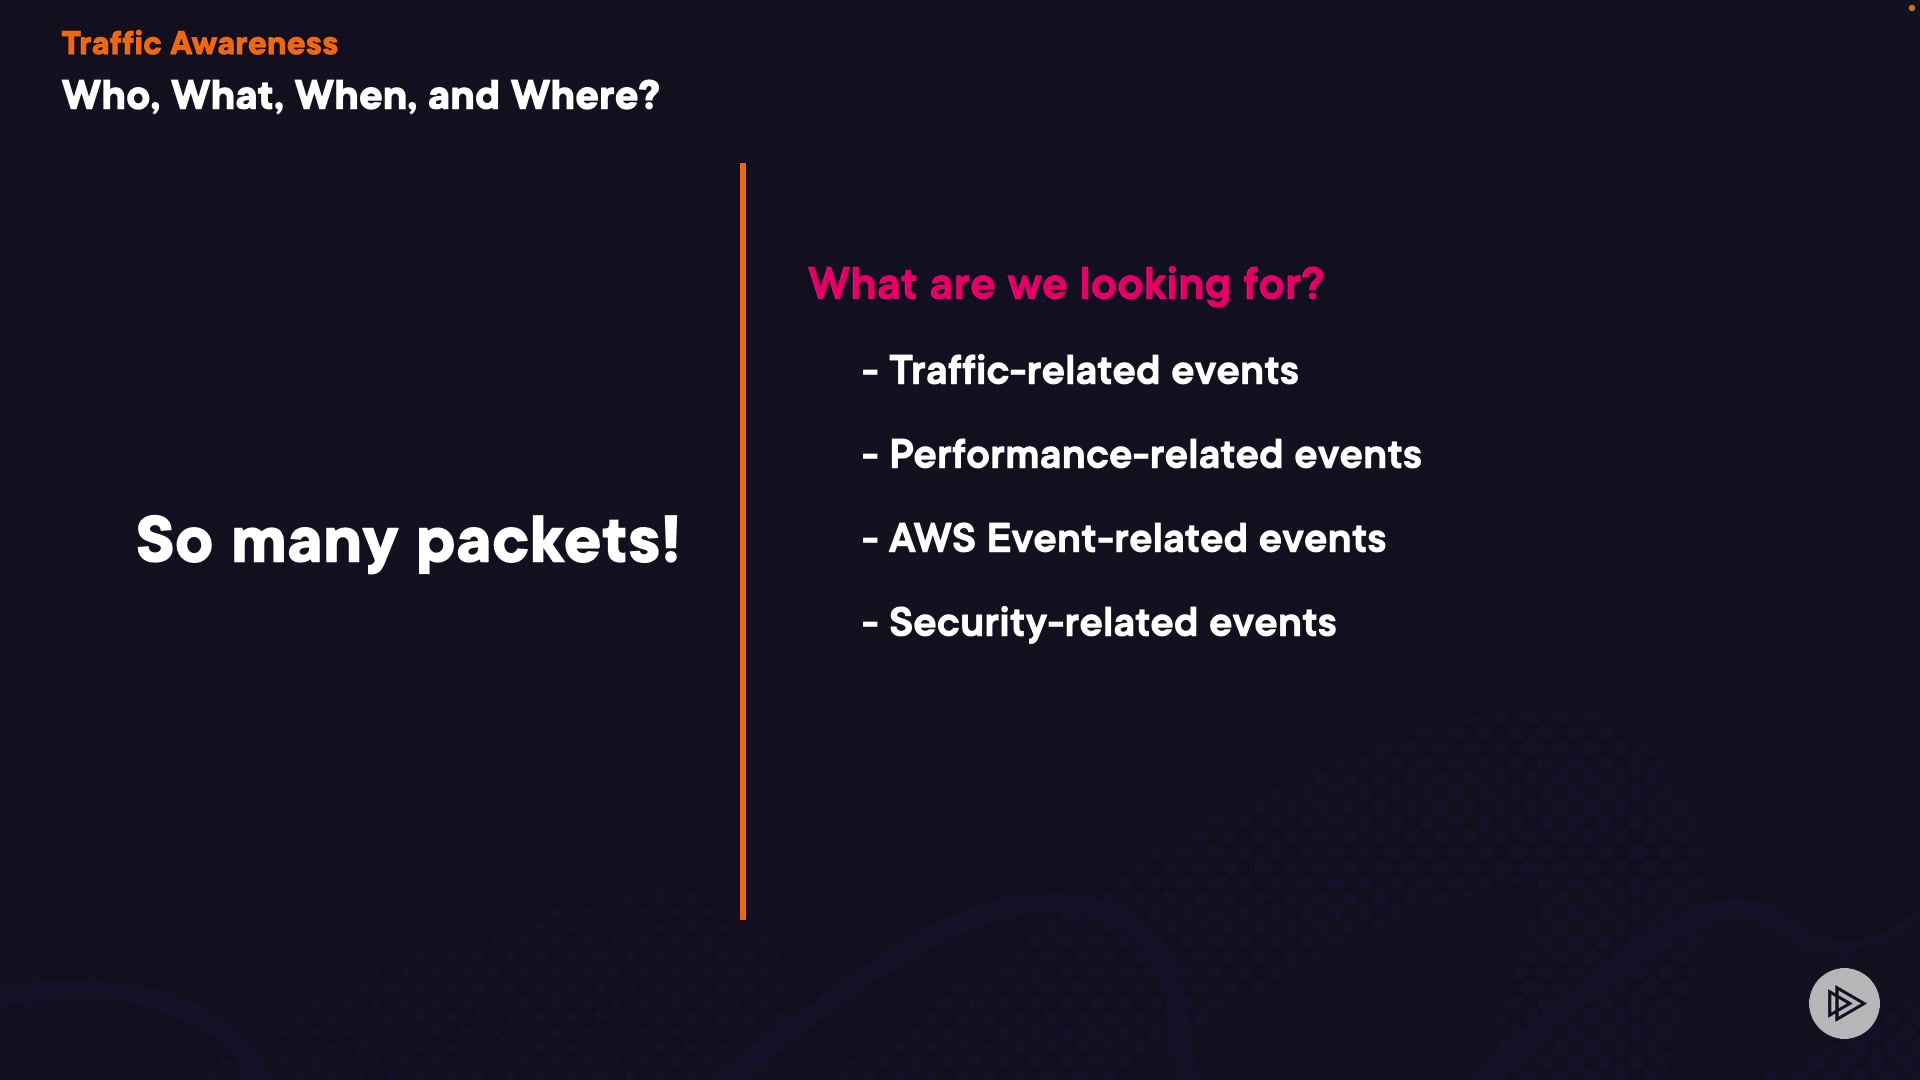 Traffic Awareness
Who, What, When, and Where?
So many packets!
What are we looking for?
- Traffic-related events
- Performance-related events
- AWS Event-related events
- Security-related events